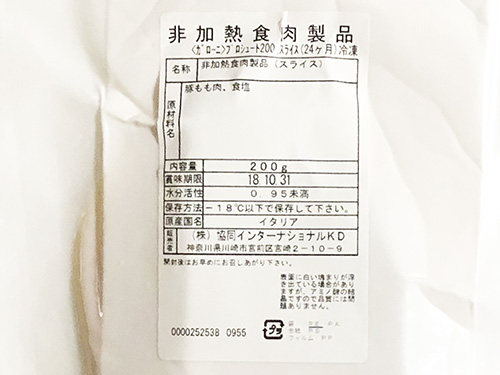 非加熱食肉製品
<ｶﾞﾛｰﾆﾌﾟﾛｼｭｰﾄ200 ｽﾗｲｽ(24ヶ月)冷凍
名称 非加熱食肉製品(スライス)
原材料名 豚もも肉、食塩
内容量 200g
賞味期限 18.10.31
水分活性 0.95未満
保存方法 -18℃以下で保存して下さい。
原産国名 イタリア
販売者 (株)協同インターナショナルKD
神奈川県川崎市宮前区宮崎2-10-9
開封後はお早めにお召しあがり下さい。
表面に白い塊まりが浮
き出ている場合があり
ますが、アミノ酸の結
晶ですので品質には問
題ありません。
0000252538 0955
プラ